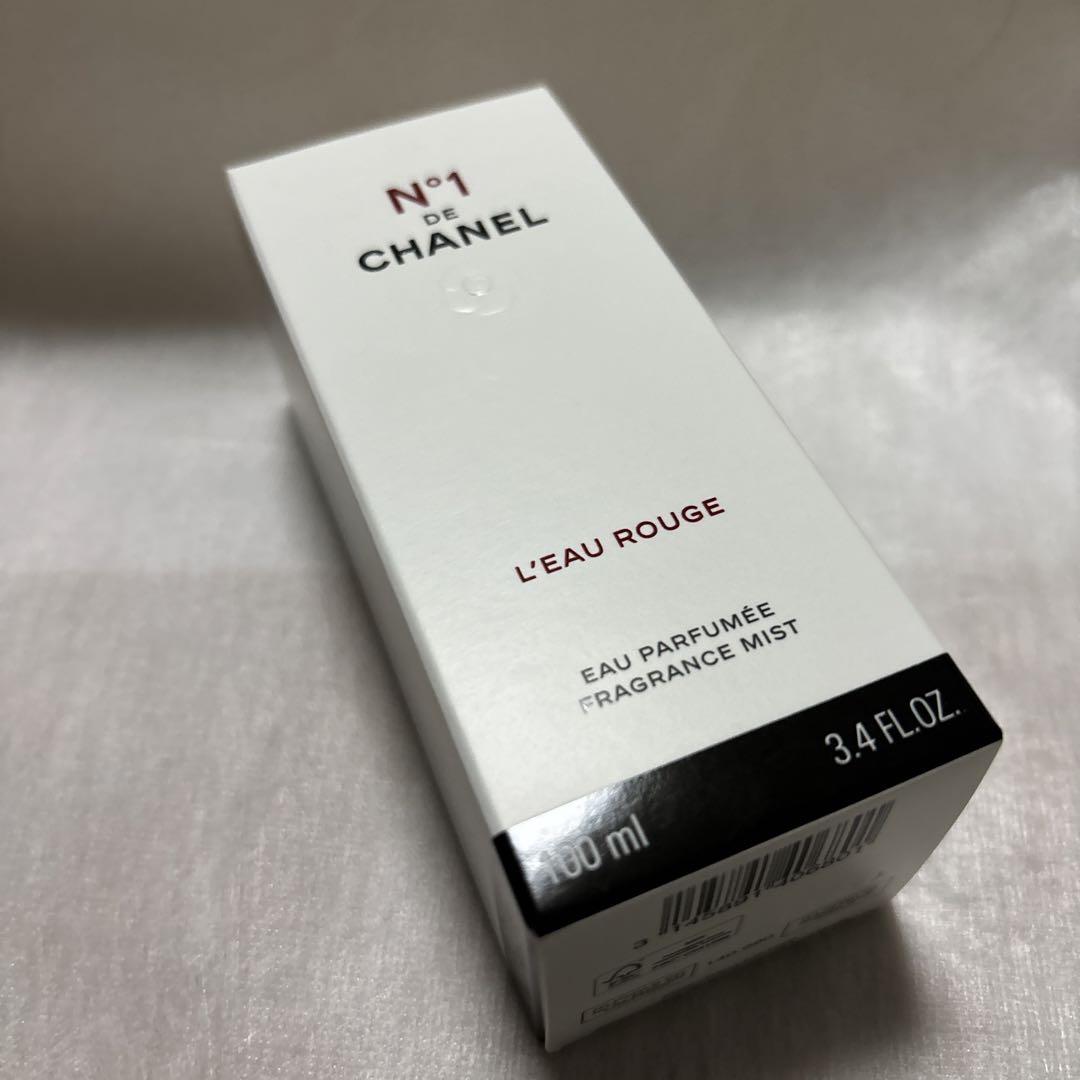 N°1
DE
CHANEL
L'EAU ROUGE
EAU PARFUMÉE
FRAGRANCE MIST
100 ml
3.4 FL.OZ.